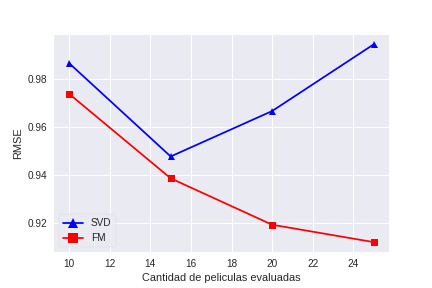 0.98
0.96
0.94
0.92
RMSE
SVD
FM
10 12 14 16 18 20 22 24
Cantidad de peliculas evaluadas